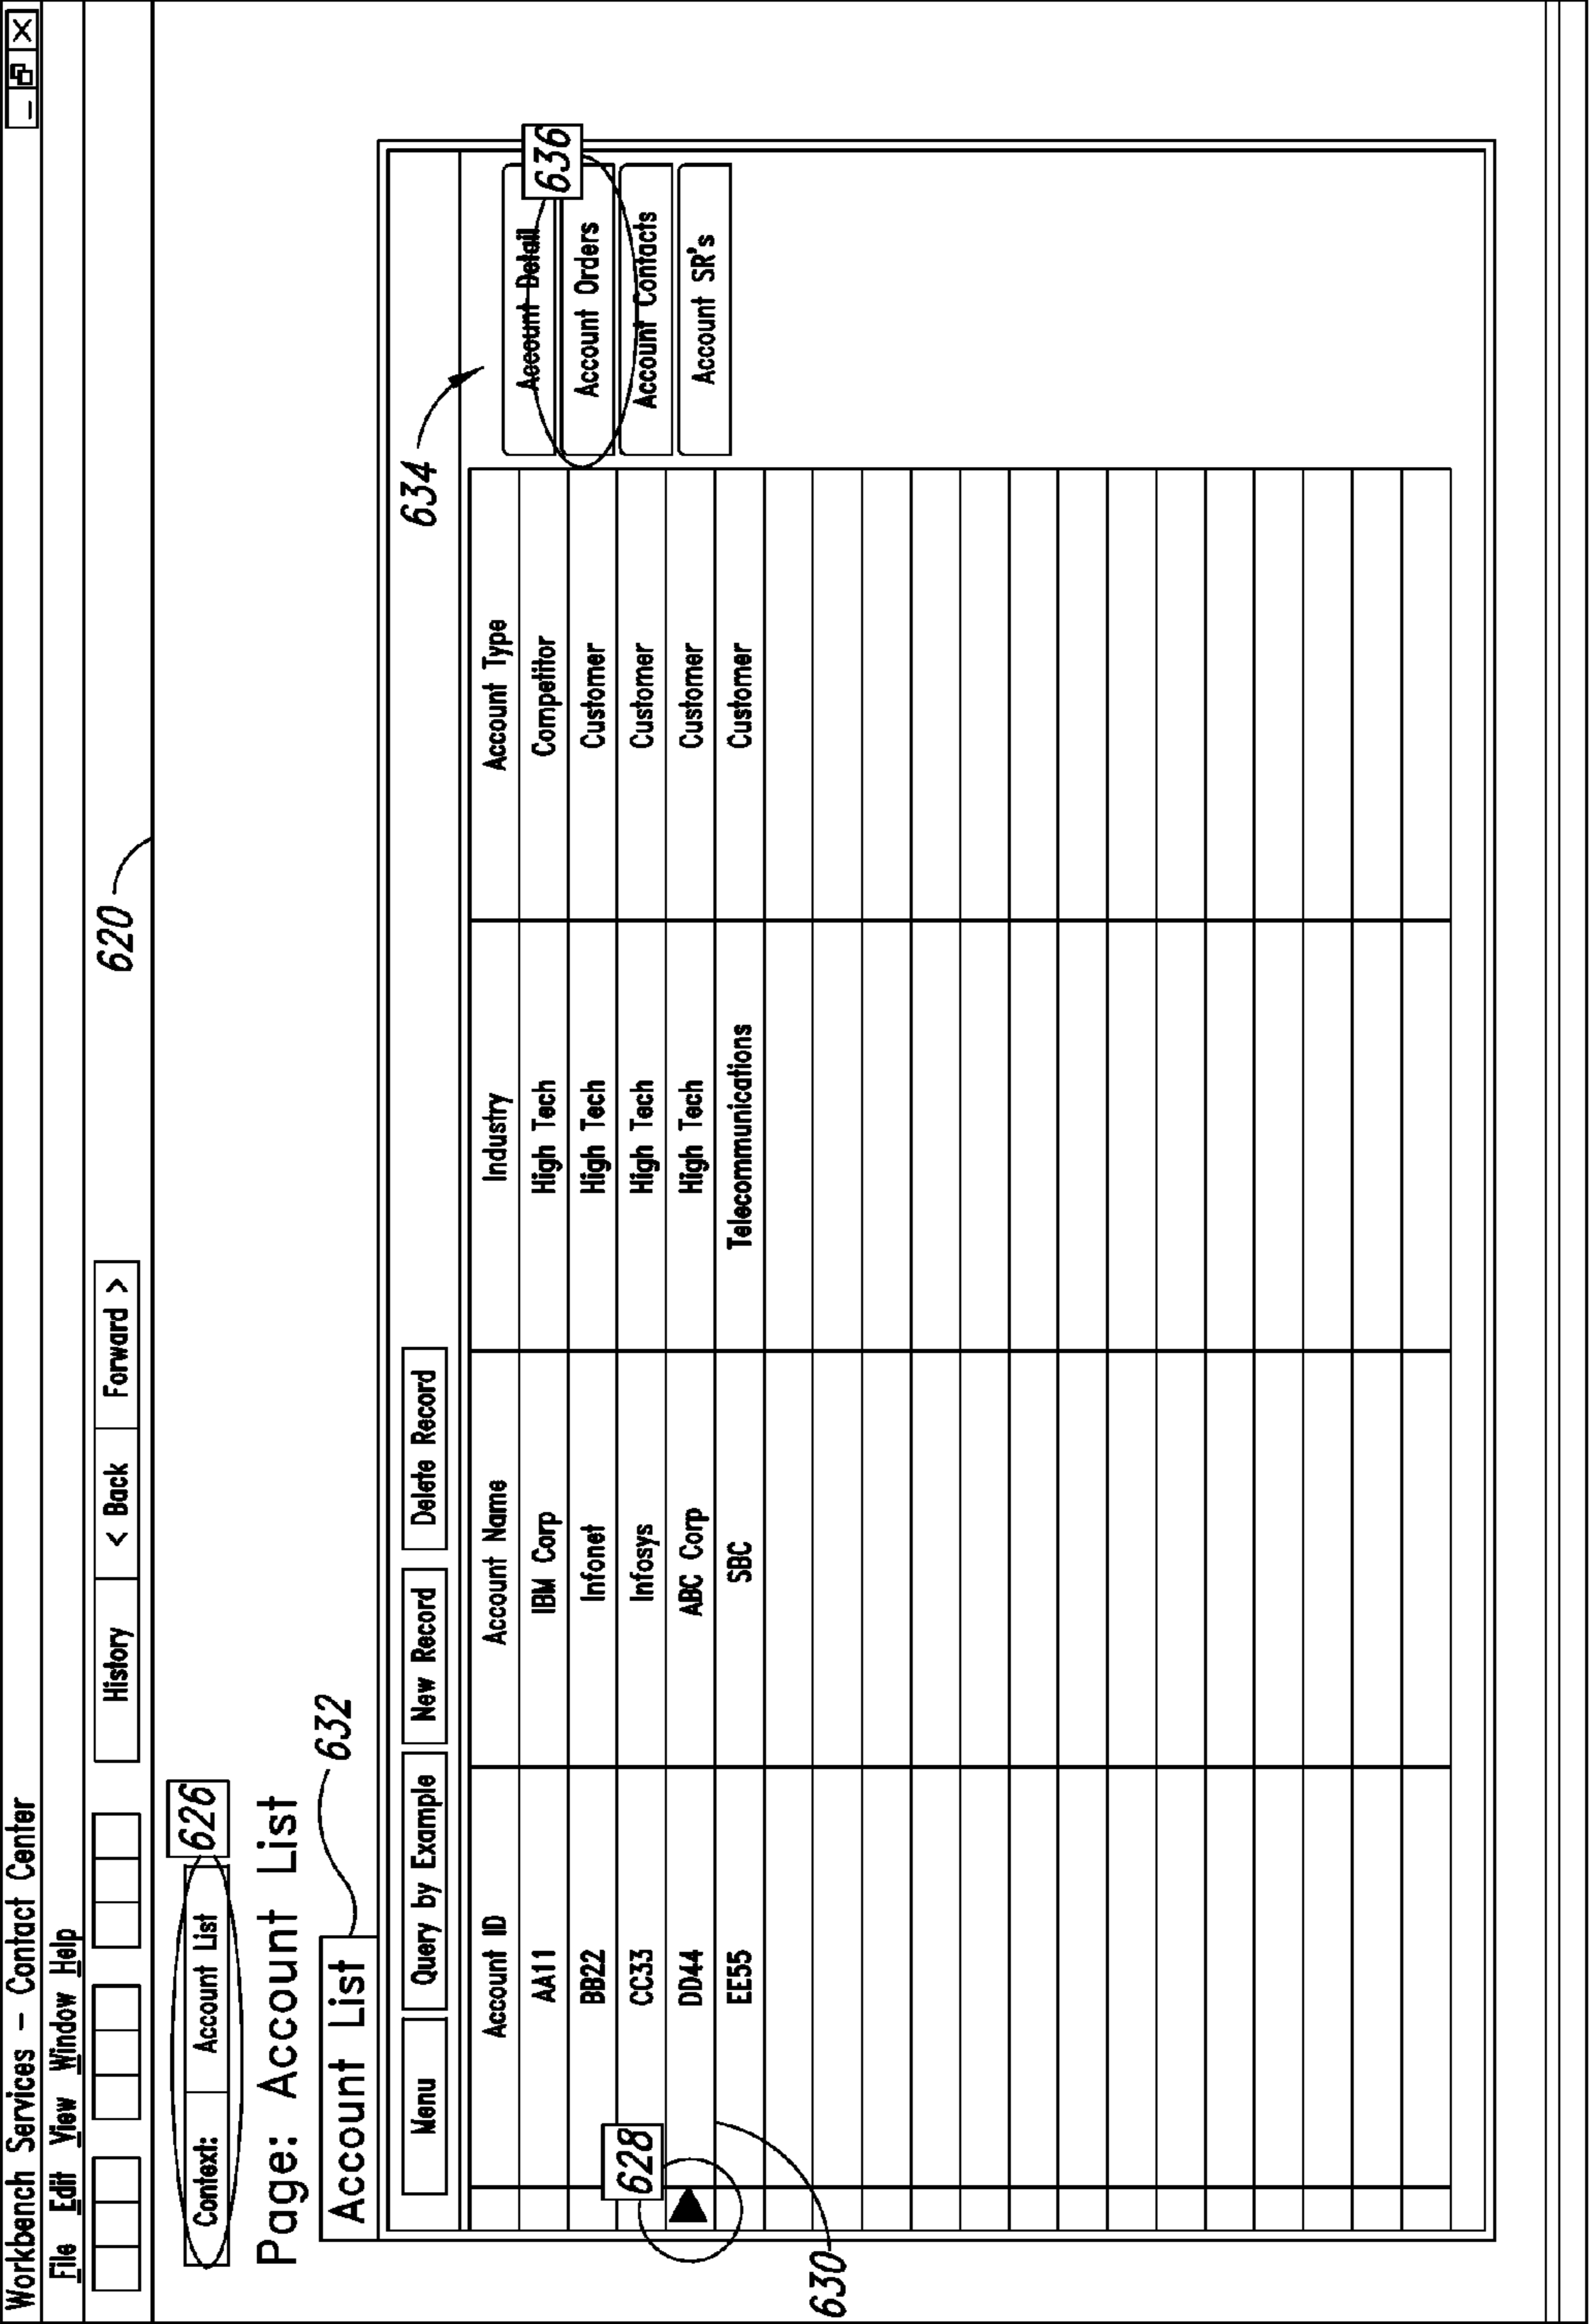 Workbench Services – Contact Center
File Edit View Window Help
History < Back Forward >
620
Context: Account List
626
Page: Account List
Account List
632
634
Menu Query by Example New Record Delete Record
Account ID Account Name Industry Account Type
AA11 IBM Corp High Tech Competitor
BB22 Infonet High Tech Customer
CC33 Infosys High Tech Customer
DD44 ABC Corp High Tech Customer
EE55 SBC Telecommunications Customer
Account Detail
636
Account Orders
Account Contacts
Account SR's
628
630